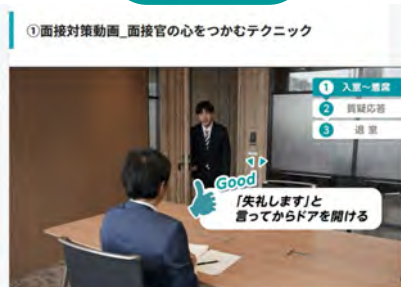 ①面接対策動画_面接官の心をつかむテクニック
1 入室～着席
2 質疑応答
3 退 室
Good
「失礼します」と
言ってからドアを開ける